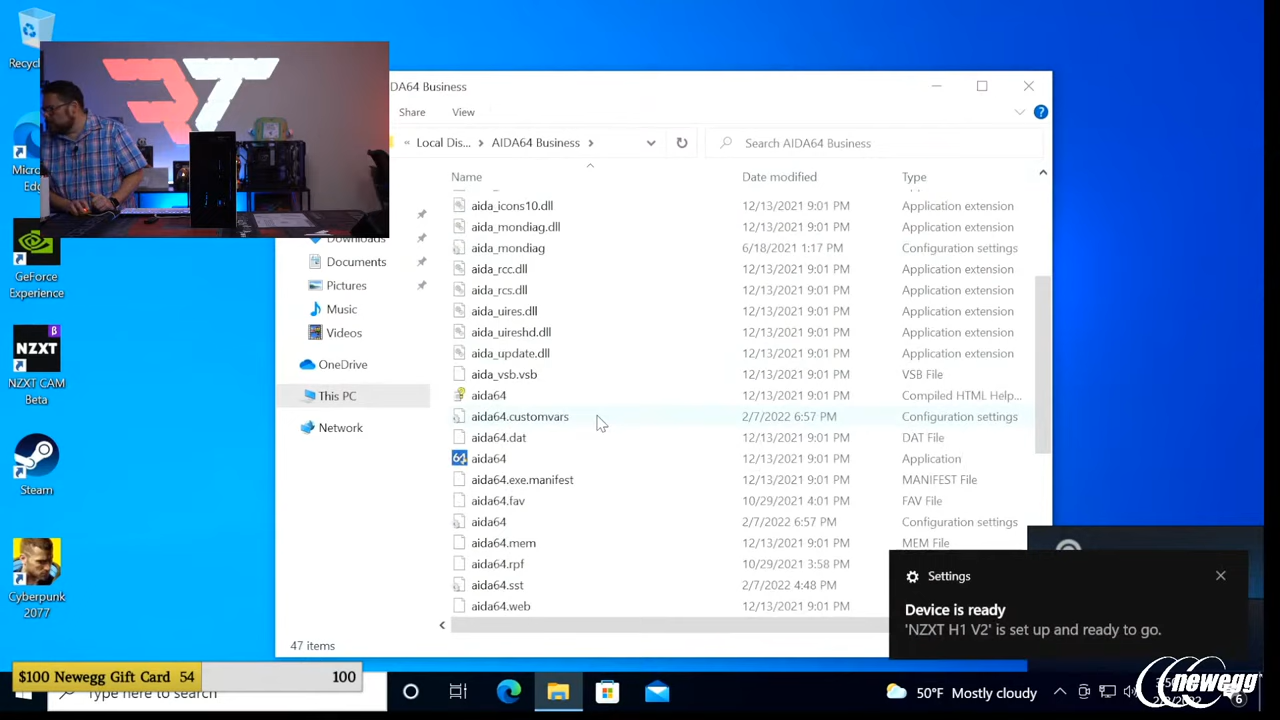 Recyc
RT
Micro
Edg
GeForce
Experience
β
NZXT
NZXT CAM
Beta
Steam
Cyberpunk
2077
DA64 Business
Share
View
« Local Dis... > AIDA64 Business >
Search AIDA64 Business
Name
Date modified
Type
Downloads
Documents
Pictures
Music
Videos
OneDrive
This PC
Network
aida_icons10.dll 12/13/2021 9:01 PM Application extension
aida_mondiag.dll 12/13/2021 9:01 PM Application extension
aida_mondiag 6/18/2021 1:17 PM Configuration settings
aida_rcc.dll 12/13/2021 9:01 PM Application extension
aida_rcs.dll 12/13/2021 9:01 PM Application extension
aida_uires.dll 12/13/2021 9:01 PM Application extension
aida_uireshd.dll 12/13/2021 9:01 PM Application extension
aida_update.dll 12/13/2021 9:01 PM Application extension
aida_vsb.vsb 12/13/2021 9:01 PM VSB File
aida64 12/13/2021 9:01 PM Compiled HTML Help...
aida64.customvars 2/7/2022 6:57 PM Configuration settings
aida64.dat 12/13/2021 9:01 PM DAT File
64 aida64 12/13/2021 9:01 PM Application
aida64.exe.manifest 12/13/2021 9:01 PM MANIFEST File
aida64.fav 10/29/2021 4:01 PM FAV File
aida64 2/7/2022 6:57 PM Configuration settings
aida64.mem 12/13/2021 9:01 PM MEM File
aida64.rpf 10/29/2021 3:58 PM
aida64.sst 2/7/2022 4:48 PM
aida64.web 12/13/2021 9:01 PM
47 items
Settings
Device is ready
'NZXT H1 V2' is set up and ready to go.
$100 Newegg Gift Card 54
100
Type here to search
50°F Mostly cloudy
newegg
6